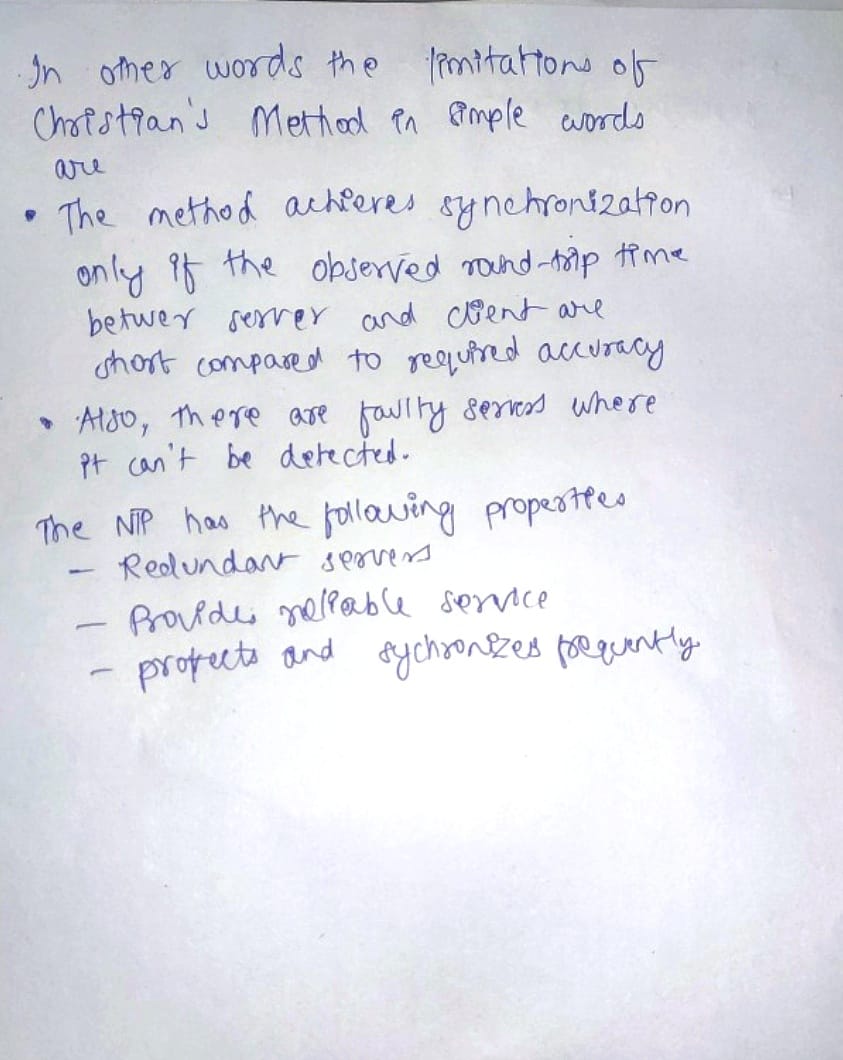 In other words the limitations of
Christian's Method in simple words
are
• The method achieves synchronization
only if the observed round-trip time
betwer server and client are
short compared to required accuracy
• Also, there are faulty servers where
it can't be detected.
The NTP has the following properties
- Redundant servers
- Provides reliable service
- protects and sychronizes frequently.